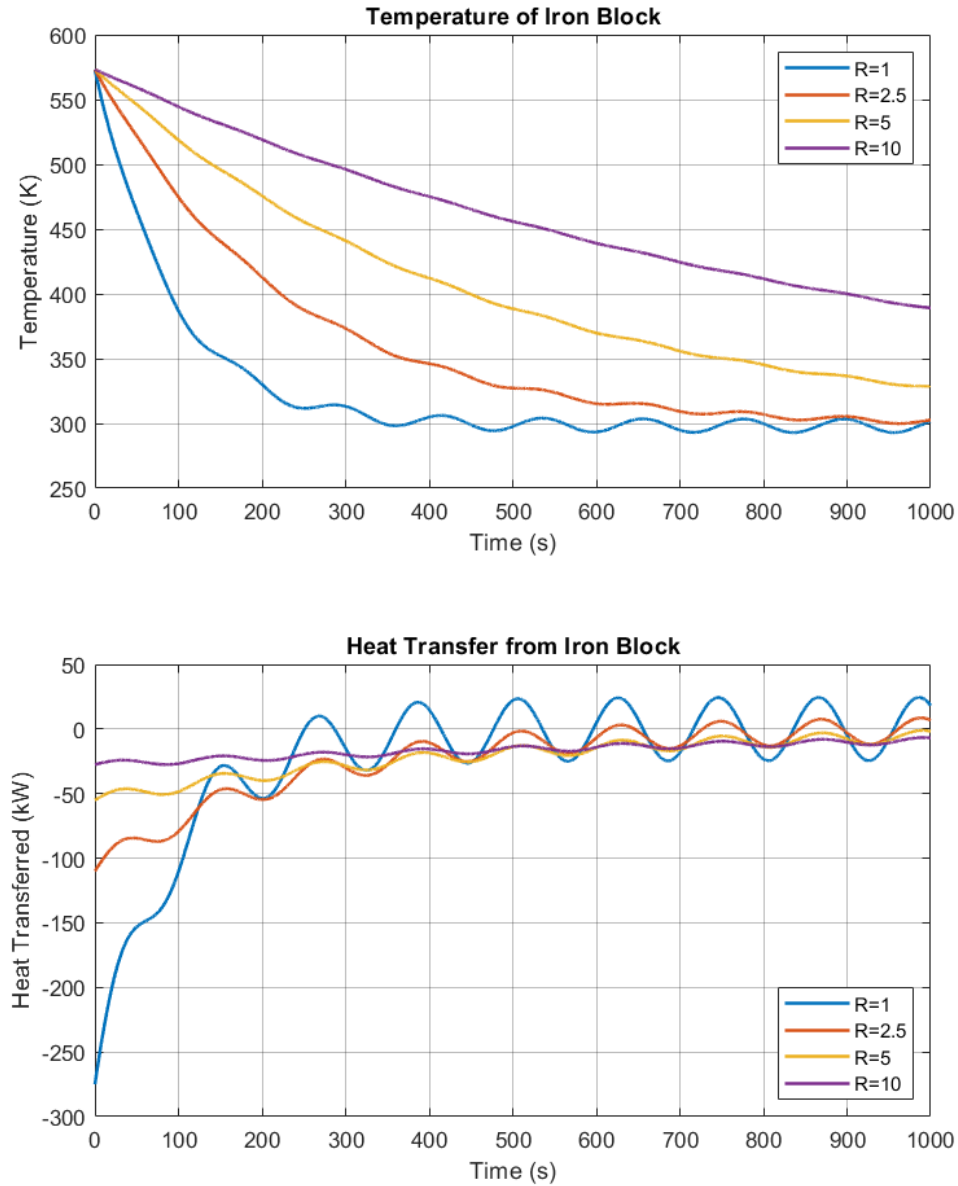 Temperature of Iron Block
600
550
500
450
400
350
300
250
Temperature (K)
R=1
R=2.5
R=5
R=10
0 100 200 300 400 500 600 700 800 900 1000
Time (s)
Heat Transfer from Iron Block
50
0
-50
-100
-150
-200
-250
-300
Heat Transferred (kW)
R=1
R=2.5
R=5
R=10
0 100 200 300 400 500 600 700 800 900 1000
Time (s)